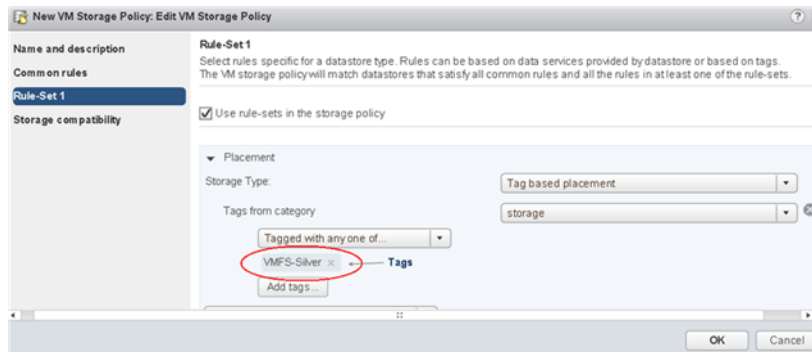 New VM Storage Policy: Edit VM Storage Policy
?
Name and description
Common rules
Rule-Set 1
Storage compatibility
Rule-Set 1
Select rules specific for a datastore type. Rules can be based on data services provided by datastore or based on tags.
The VM storage policy will match datastores that satisfy all common rules and all the rules in at least one of the rule-sets.
Use rule-sets in the storage policy
Placement
Storage Type:
Tag based placement
Tags from category
storage
Tagged with any one of...
VMFS-Silver
Tags
Add tags...
OK
Cancel